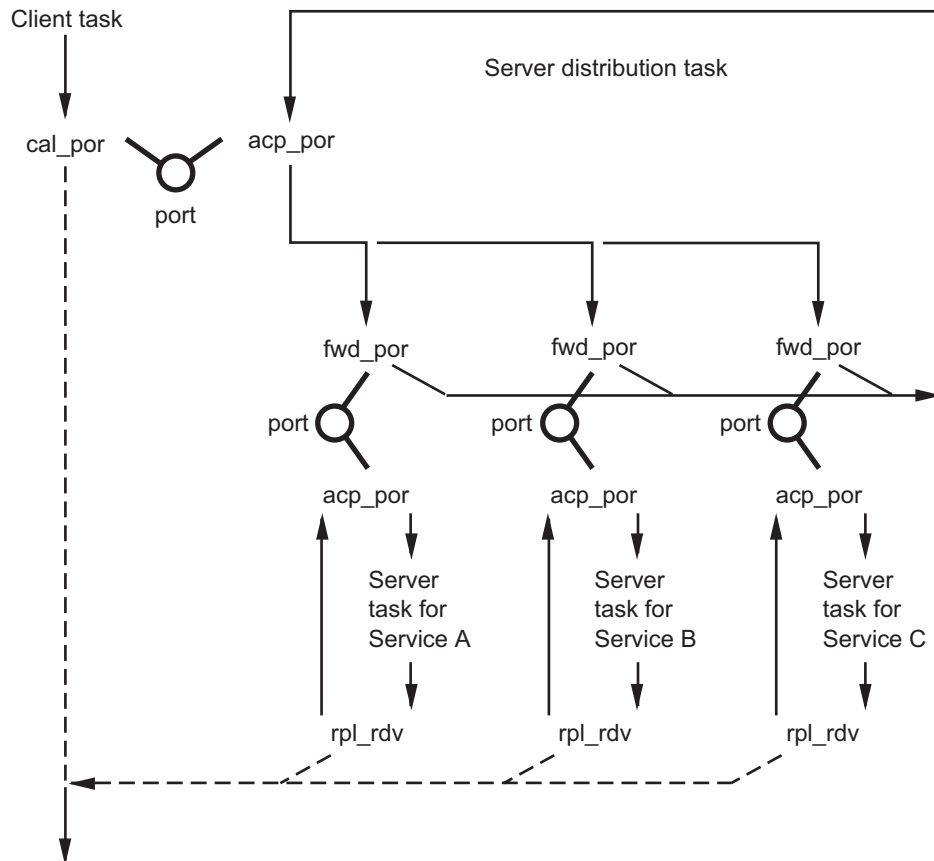 Client task
Server distribution task
cal_por
acp_por
port
fwd_por
fwd_por
fwd_por
port
port
port
acp_por
acp_por
acp_por
Server
task for
Service A
Server
task for
Service B
Server
task for
Service C
rpl_rdv
rpl_rdv
rpl_rdv